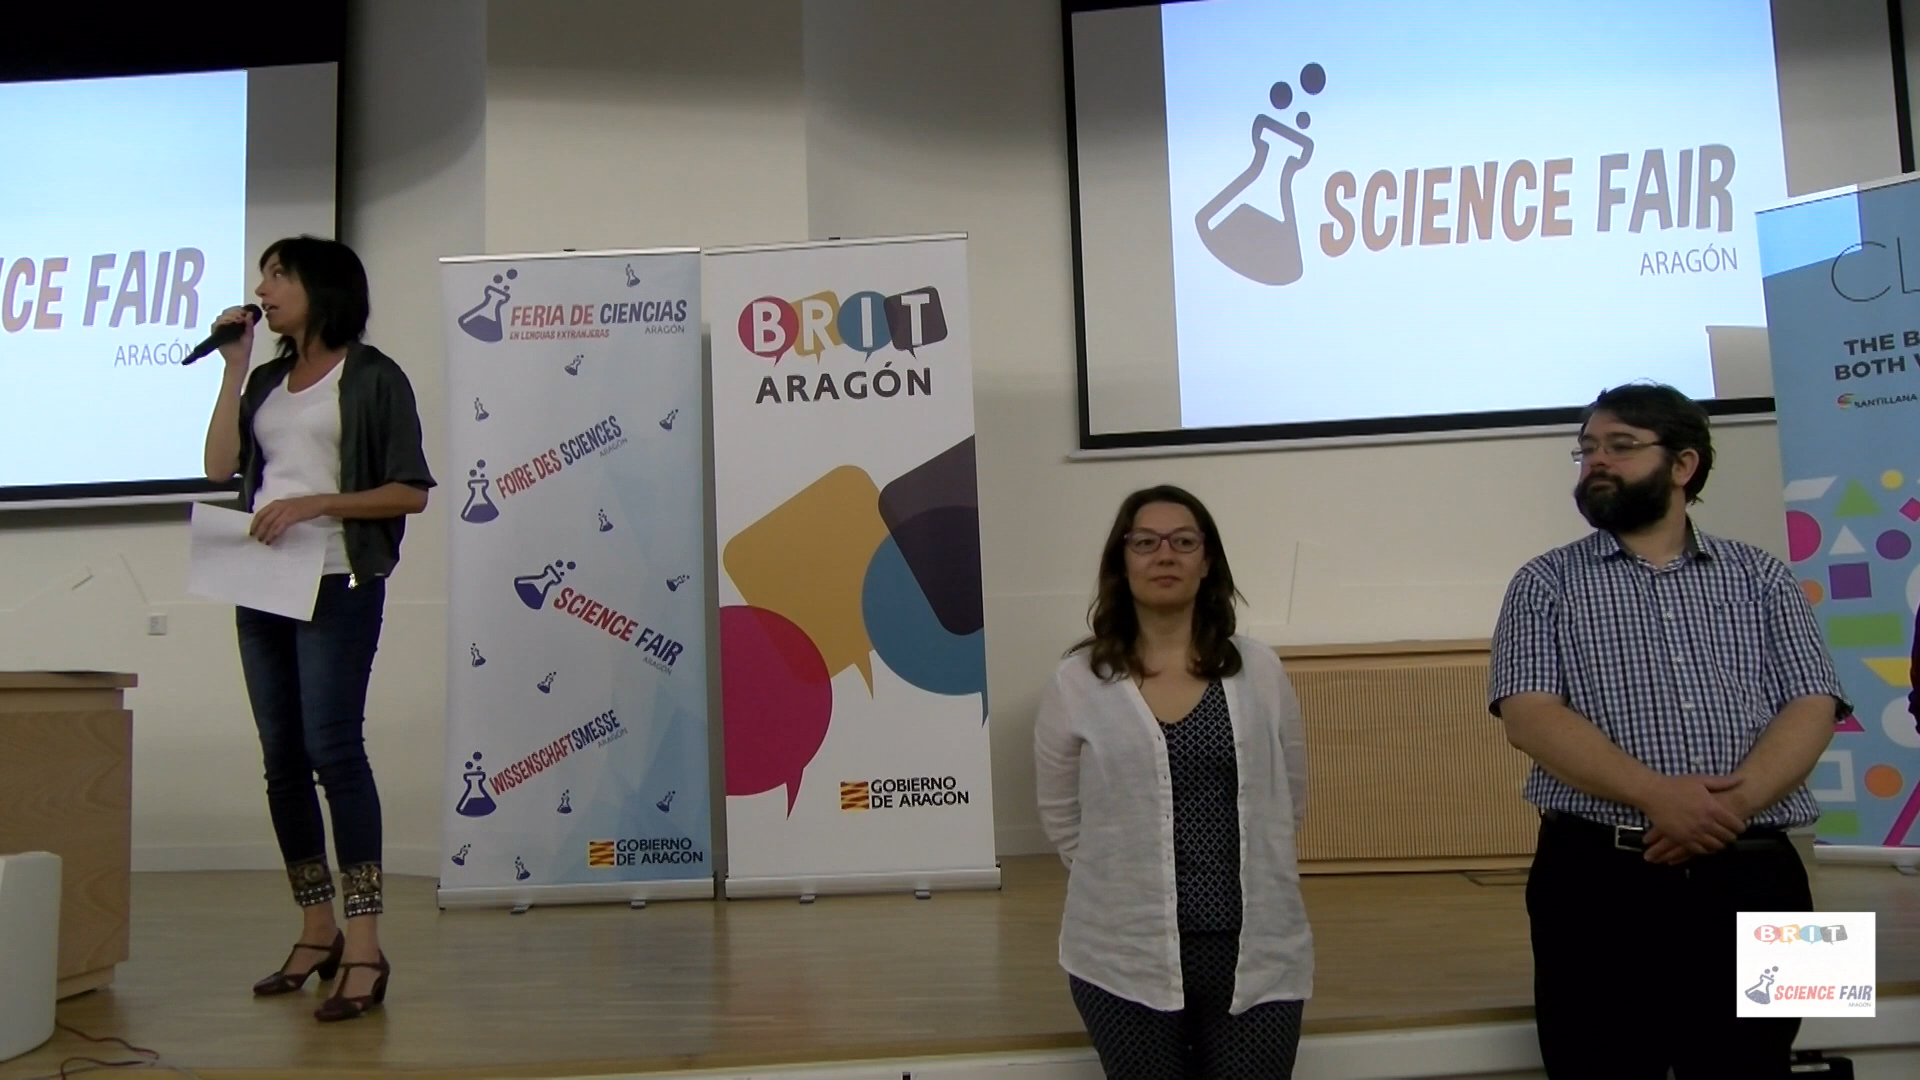 CE FAIR
ARAGÓN
FERIA DE CIENCIAS
EN LENGUAS EXTRANJERAS
ARAGÓN
FOIRE DES SCIENCES
ARAGÓN
SCIENCE FAIR
ARAGÓN
WISSENSCHAFTSMESSE
ARAGÓN
GOBIERNO
DE ARAGON
BRIT
ARAGÓN
GOBIERNO
DE ARAGON
SCIENCE FAIR
ARAGÓN
CL
THE B
BOTH
SANTILLANA
BRIT
SCIENCE FAIR
ARAGÓN